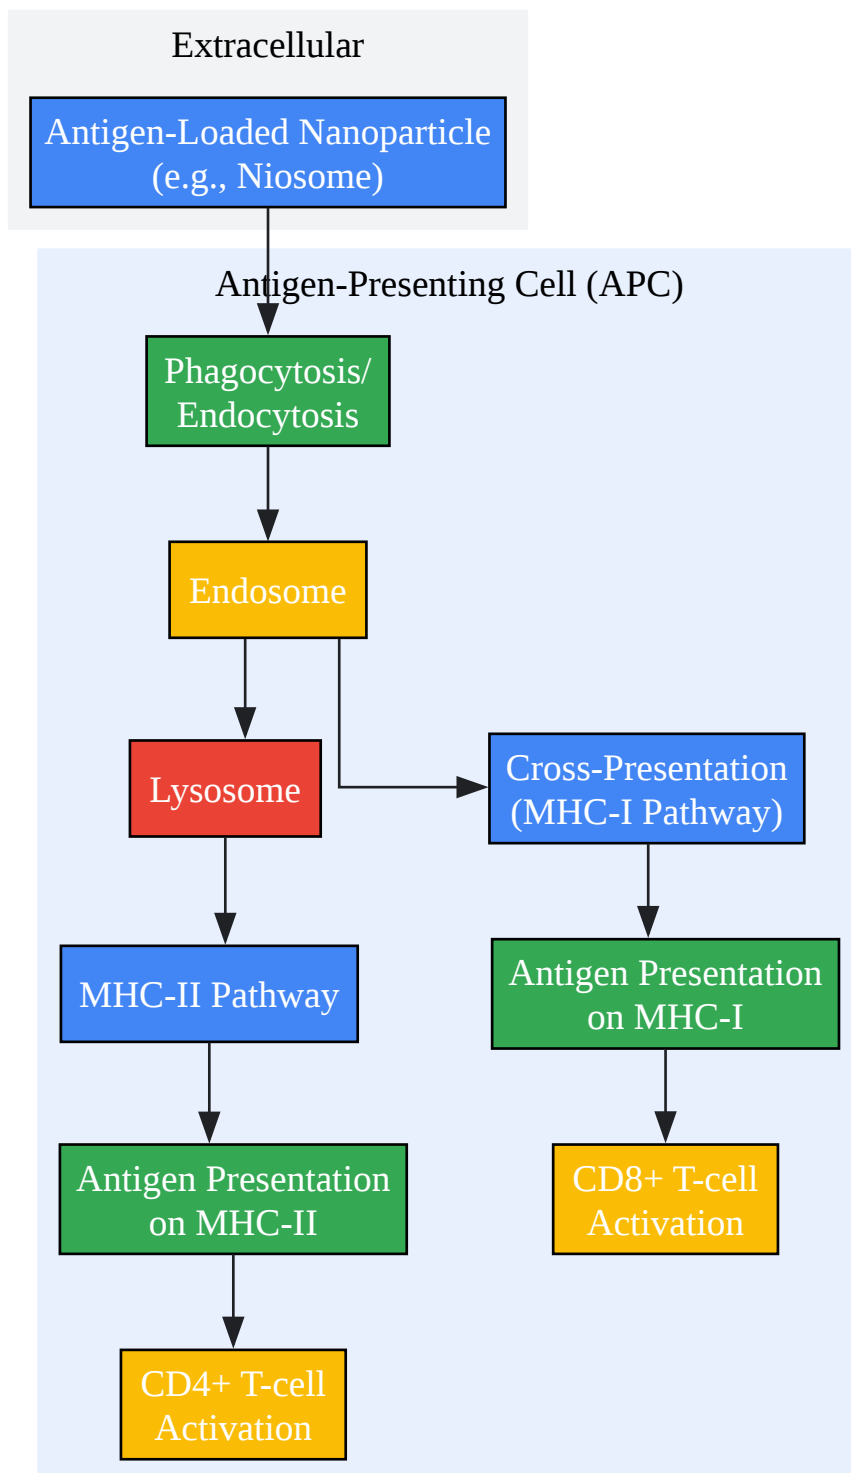 Extracellular
Antigen-Loaded Nanoparticle
(e.g., Niosome)
Antigen-Presenting Cell (APC)
Phagocytosis/
Endocytosis
Endosome
Lysosome
Cross-Presentation
(MHC-I Pathway)
MHC-II Pathway
Antigen Presentation
on MHC-I
Antigen Presentation
on MHC-II
CD8+ T-cell
Activation
CD4+ T-cell
Activation